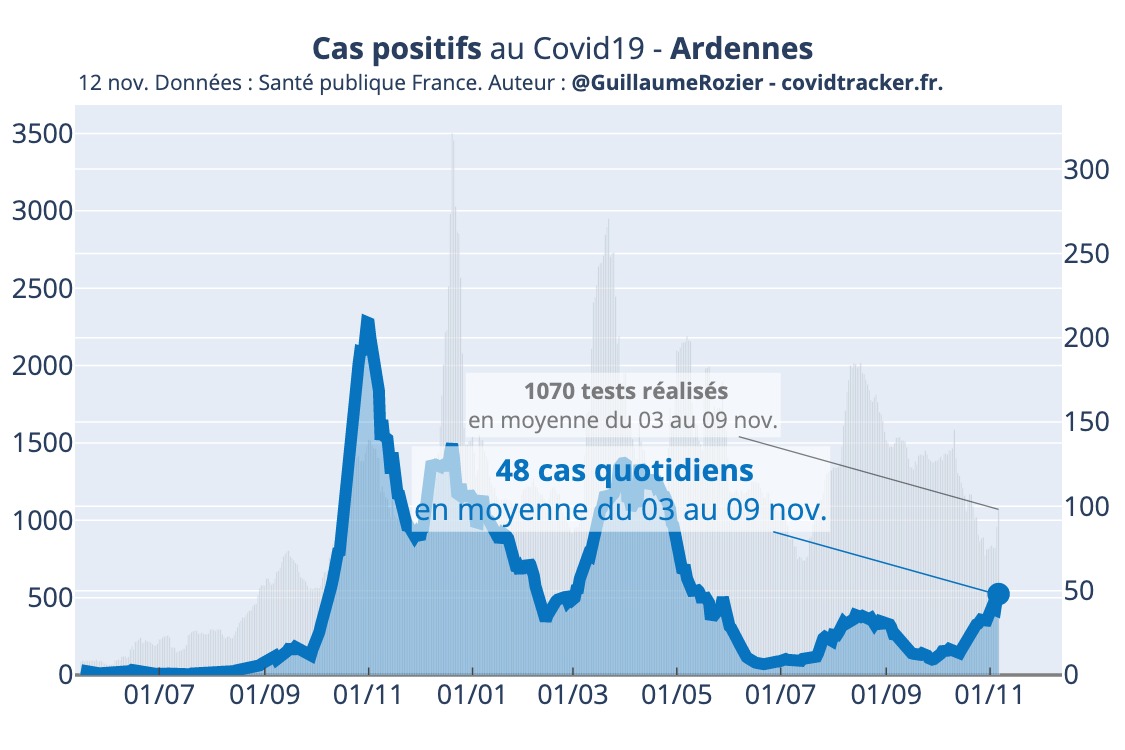 Cas positifs au Covid19 - Ardennes
12 nov. Données : Santé publique France. Auteur : @GuillaumeRozier - covidtracker.fr.
3500
3000
2500
2000
1500
1000
500
0
300
250
200
150
100
50
0
1070 tests réalisés
en moyenne du 03 au 09 nov.
48 cas quotidiens
en moyenne du 03 au 09 nov.
01/07 01/09 01/11 01/01 01/03 01/05 01/07 01/09 01/11